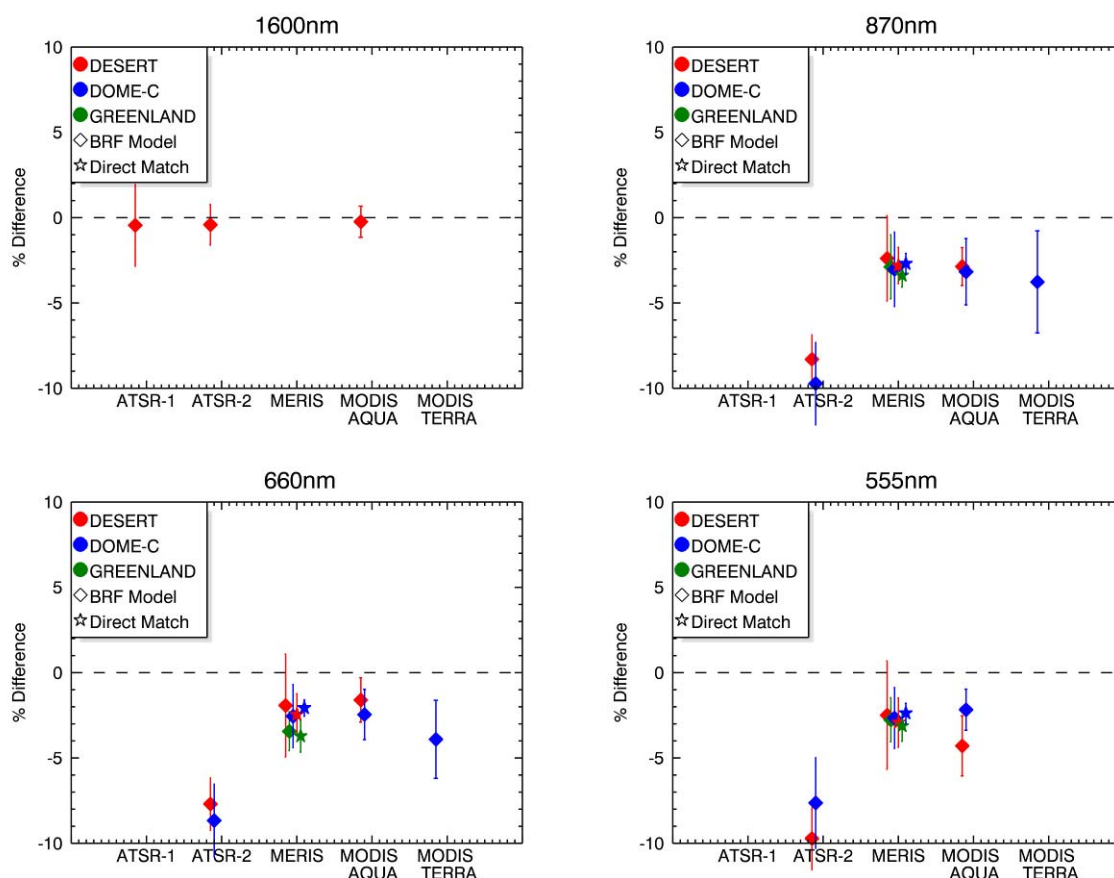 1600nm
10
5
0
-5
-10
% Difference
DESERT
DOME-C
GREENLAND
BRF Model
Direct Match
ATSR-1 ATSR-2 MERIS MODIS MODIS
AQUA TERRA
870nm
10
5
0
-5
-10
% Difference
DESERT
DOME-C
GREENLAND
BRF Model
Direct Match
ATSR-1 ATSR-2 MERIS MODIS MODIS
AQUA TERRA
660nm
10
5
0
-5
-10
% Difference
DESERT
DOME-C
GREENLAND
BRF Model
Direct Match
ATSR-1 ATSR-2 MERIS MODIS MODIS
AQUA TERRA
555nm
10
5
0
-5
-10
% Difference
DESERT
DOME-C
GREENLAND
BRF Model
Direct Match
ATSR-1 ATSR-2 MERIS MODIS MODIS
AQUA TERRA